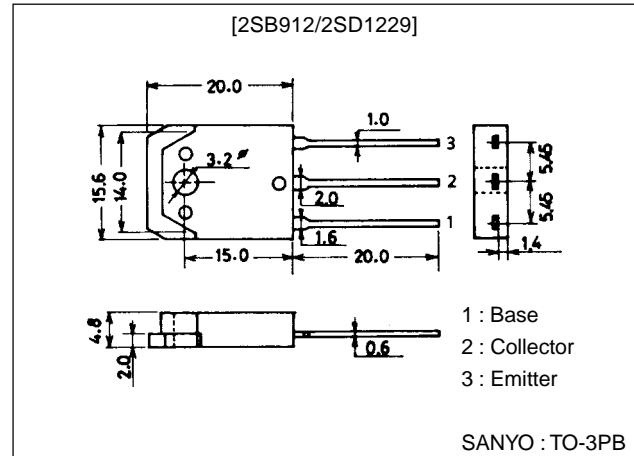 [2SB912/2SD1229]
20.0
1.0
3
15.6
14.0
3.2 ø
2
5.45
2.0
1
5.45
1.6
15.0
20.0
1.4
4.8
2.0
0.6
1 : Base
2 : Collector
3 : Emitter
SANYO : TO-3PB